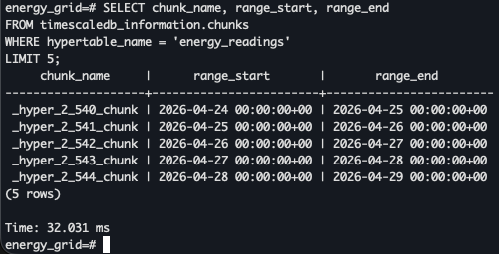 energy_grid=# SELECT chunk_name, range_start, range_end
FROM timescaledb_information.chunks
WHERE hypertable_name = 'energy_readings'
LIMIT 5;
    chunk_name    |      range_start       |       range_end
------------------+------------------------+------------------------
 _hyper_2_540_chunk | 2026-04-24 00:00:00+00 | 2026-04-25 00:00:00+00
 _hyper_2_541_chunk | 2026-04-25 00:00:00+00 | 2026-04-26 00:00:00+00
 _hyper_2_542_chunk | 2026-04-26 00:00:00+00 | 2026-04-27 00:00:00+00
 _hyper_2_543_chunk | 2026-04-27 00:00:00+00 | 2026-04-28 00:00:00+00
 _hyper_2_544_chunk | 2026-04-28 00:00:00+00 | 2026-04-29 00:00:00+00
(5 rows)
Time: 32.031 ms
energy_grid=#